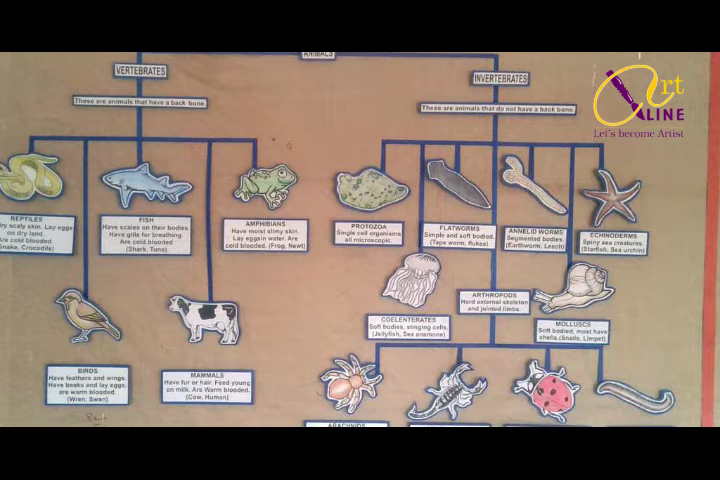 ANIMALS
VERTEBRATES
These are animals that have a back bone.
INVERTEBRATES
These are animals that do not have a back bone.
art
LINE
Let's become Artist
REPTILES
dry scaly skin. Lay eggs
on dry land.
Are cold blooded.
Snake, Crocodile)
FISH
Have scales on their bodies.
Have gills for breathing.
Are cold blooded
(Shark, Tuna)
AMPHIBIANS
Have moist slimy skin.
Lay eggsin water. Are
cold blooded. (Frog, Newt)
PROTOZOA
Single cell organisms
all microscopic.
FLATWORMS
Simple and soft bodied.
(Tape worm, flukes)
ANNELID WORMS
Segmented bodies.
(Earthworm, Leech)
ECHINODERMS
Spiny sea creatures.
(Starfish, Sea urchin)
COELENTERATES
Soft bodies, stinging cells.
(Jellyfish, Sea anemone)
ARTHROPODS
Hard external skeleton
and jointed limbs.
MOLLUSCS
Soft bodied, most have
shells.(Snails, Limpet)
BIRDS
Have feathers and wings.
Have beaks and lay eggs.
are warm blooded.
(Wren, Swan)
MAMMALS
Have fur or hair. Feed young
on milk. Are Warm blooded.
(Cow, Human)
ARACHNIDS